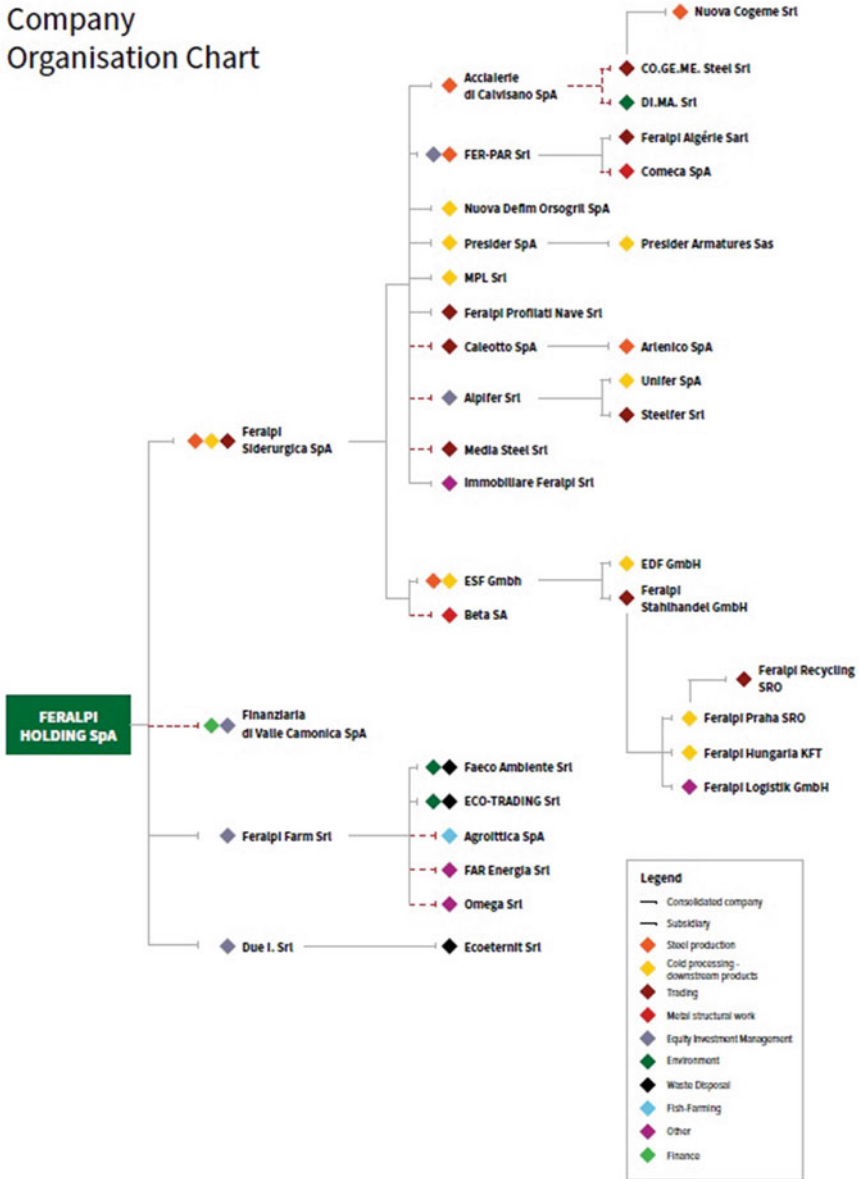 Company
Organisation Chart
Nuova Cogeme Srl
Acciaierie
di Calvisano SpA
CO.GE.ME. Steel Srl
DI.MA. Srl
FER-PAR Srl
Feralpi Algérie Sarl
Comeca SpA
Nuova Defim Orsogril SpA
Presider SpA
Presider Armatures Sas
MPL Srl
Feralpi Profilati Nave Srl
Caleotto SpA
Arlenico SpA
Alpifer Srl
Unifer SpA
Steelfer Srl
Feralpi
Siderurgica SpA
Media Steel Srl
Immobiliare Feralpi Srl
ESF Gmbh
EDF GmbH
Feralpi
Stahlhandel GmbH
Beta SA
Feralpi Recycling
SRO
Feralpi Praha SRO
Feralpi Hungaria KFT
Feralpi Logistik GmbH
FERALPI
HOLDING SpA
Finanziaria
di Valle Camonica SpA
Faeco Ambiente Srl
ECO-TRADING Srl
Feralpi Farm Srl
Agroittica SpA
FAR Energia Srl
Omega Srl
Due I. Srl
Ecoeternit Srl
Legend
Consolidated company
Subsidiary
Steel production
Cold processing -
downstream products
Trading
Metal structural work
Equity Investment Management
Environment
Waste Disposal
Fish-Farming
Other
Finance